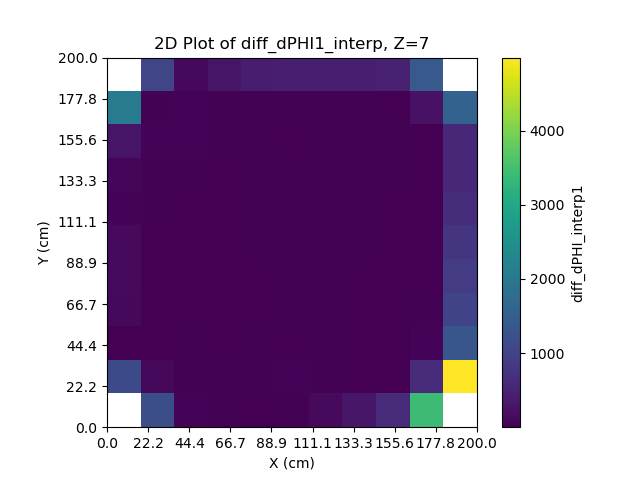 2D Plot of diff_dPHI1_interp, Z=7
200.0
177.8
155.6
133.3
111.1
88.9
66.7
44.4
22.2
0.0
Y (cm)
0.0 22.2 44.4 66.7 88.9 111.1 133.3 155.6 177.8 200.0
X (cm)
4000
3000
2000
1000
diff_dPHI_interp1